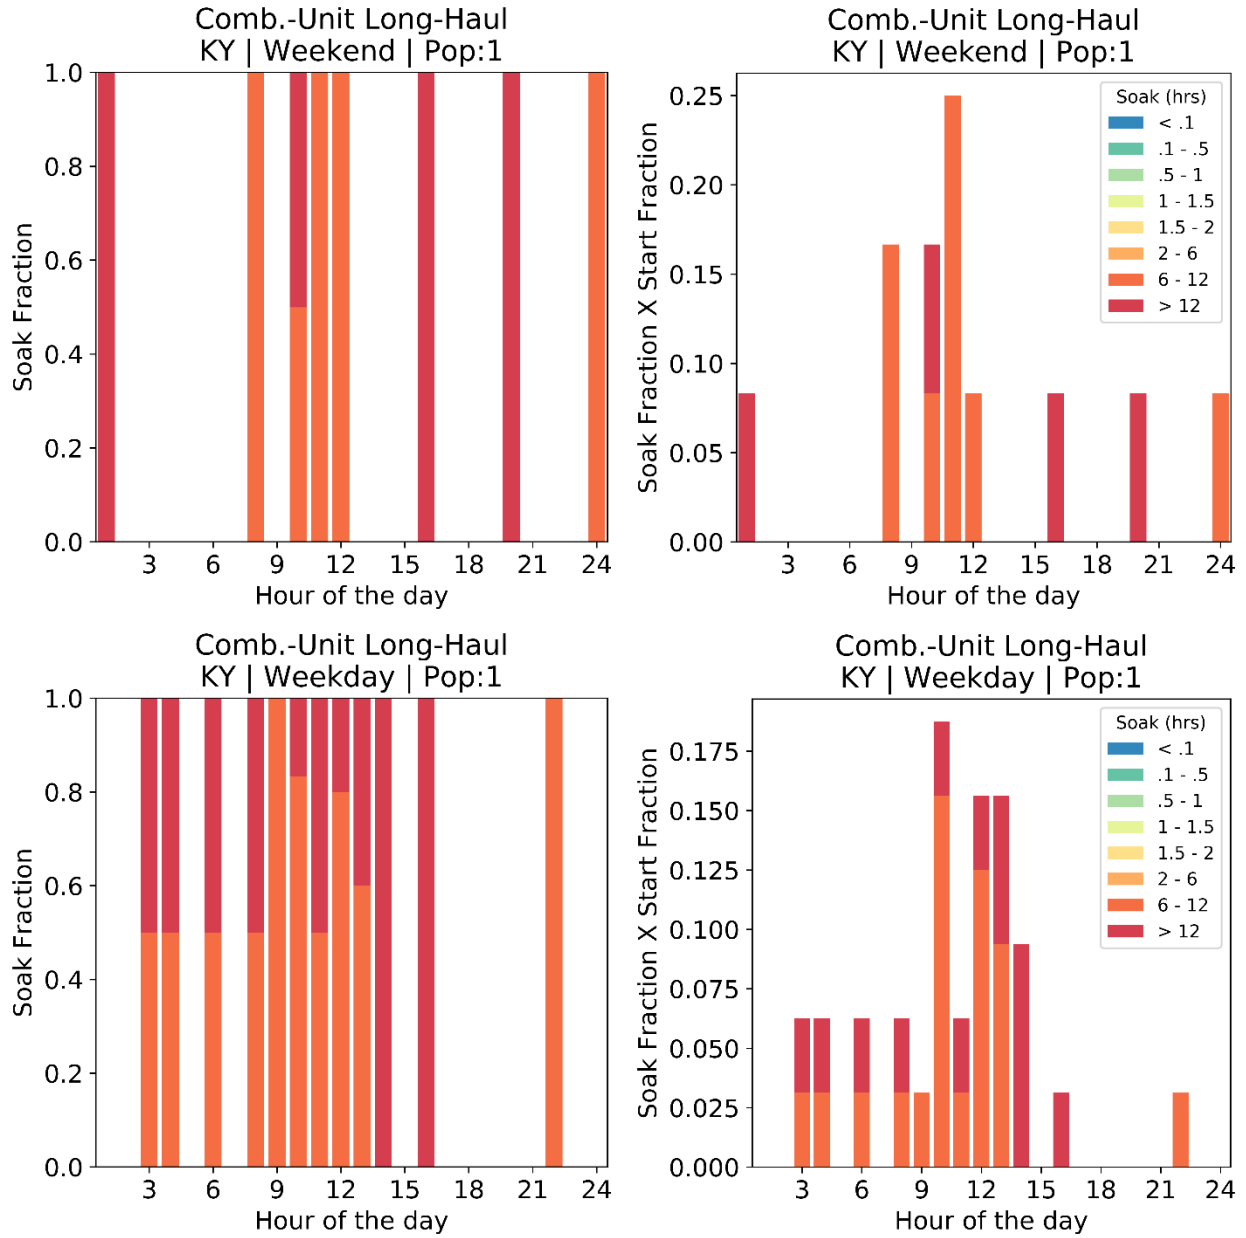 Comb.-Unit Long-Haul
KY | Weekend | Pop:1
1.0
0.8
0.6
0.4
0.2
0.0
Soak Fraction
3 6 9 12 15 18 21 24
Hour of the day
Comb.-Unit Long-Haul
KY | Weekend | Pop:1
0.25
0.20
0.15
0.10
0.05
0.00
Soak Fraction X Start Fraction
Soak (hrs)
< .1
.1 - .5
.5 - 1
1 - 1.5
1.5 - 2
2 - 6
6 - 12
> 12
3 6 9 12 15 18 21 24
Hour of the day
Comb.-Unit Long-Haul
KY | Weekday | Pop:1
1.0
0.8
0.6
0.4
0.2
0.0
Soak Fraction
3 6 9 12 15 18 21 24
Hour of the day
Comb.-Unit Long-Haul
KY | Weekday | Pop:1
0.175
0.150
0.125
0.100
0.075
0.050
0.025
0.000
Soak Fraction X Start Fraction
Soak (hrs)
< .1
.1 - .5
.5 - 1
1 - 1.5
1.5 - 2
2 - 6
6 - 12
> 12
3 6 9 12 15 18 21 24
Hour of the day